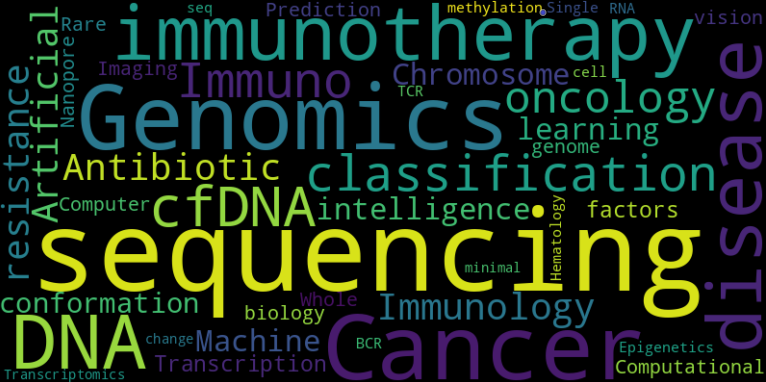 seq
Prediction
methylation
Single
RNA
Rare
immunotherapy
vision
Artificial
Nanopore
Imaging
Immuno
Chromosome
cell
disease
resistance
Genomics
TCR
oncology
learning
genome
Antibiotic
classification
Computer
cfDNA
intelligence
factors
Hematology
sequencing
minimal
conformation
Whole
Immunology
biology
DNA
change
Machine
BCR
Cancer
Epigenetics
Transcription
Computational
Transcriptomics